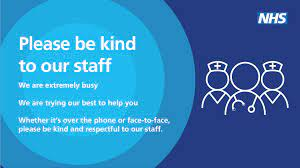 NHS
Please be kind
to our staff
We are extremely busy
We are trying our best to help you
Whether it's over the phone or face-to-face,
please be kind and respectful to our staff.